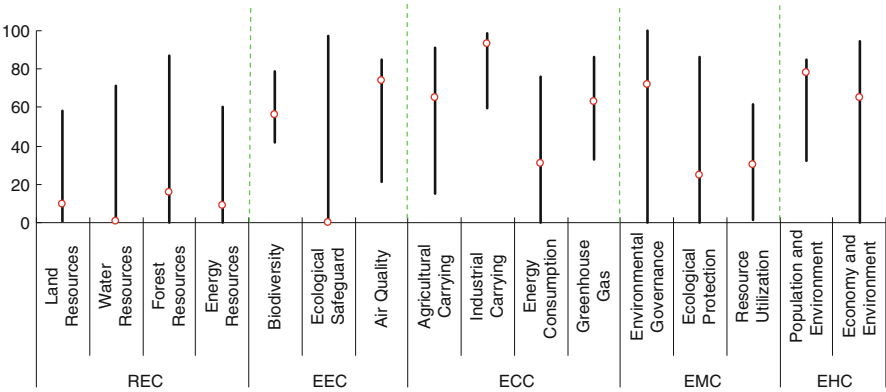 100
80
60
40
20
0
Land
Resources
Water
Resources
Forest
Resources
Energy
Resources
Biodiversity
Ecological
Safeguard
Air Quality
Agricultural
Carrying
Industrial
Carrying
Energy
Consumption
Greenhouse
Gas
Environmental
Governance
Ecological
Protection
Resource
Utilization
Population and
Environment
Economy and
Environment
REC
EEC
ECC
EMC
EHC